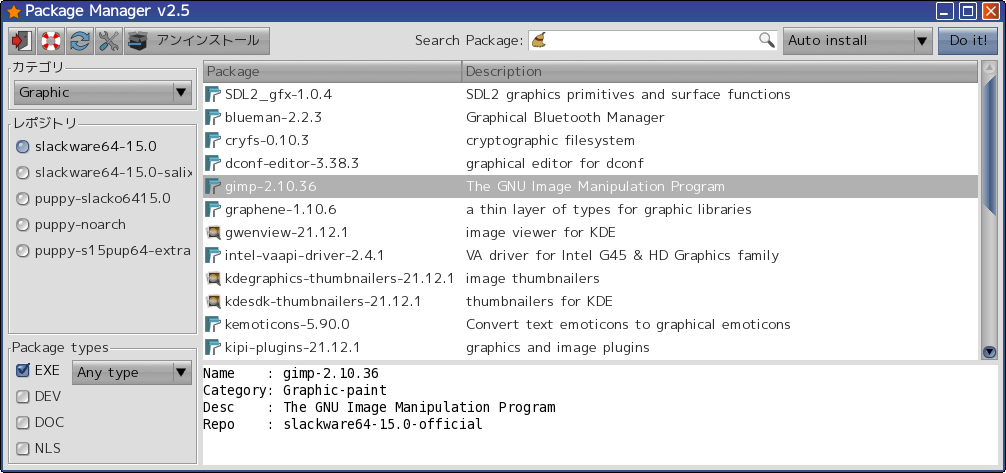 Package Manager v2.5
アンインストール
Search Package:
Auto install
Do it!
カテゴリ
Graphic
レポジトリ
slackware64-15.0
slackware64-15.0-salix
puppy-slacko6415.0
puppy-noarch
puppy-s15pup64-extra
Package types
EXE
Any type
DEV
DOC
NLS
Package Description
SDL2_gfx-1.0.4 SDL2 graphics primitives and surface functions
blueman-2.2.3 Graphical Bluetooth Manager
cryfs-0.10.3 cryptographic filesystem
dconf-editor-3.38.3 graphical editor for dconf
gimp-2.10.36 The GNU Image Manipulation Program
graphene-1.10.6 a thin layer of types for graphic libraries
gwenview-21.12.1 image viewer for KDE
intel-vaapi-driver-2.4.1 VA driver for Intel G45 & HD Graphics family
kdegraphics-thumbnailers-21.12.1 image thumbnailers
kdesdk-thumbnailers-21.12.1 thumbnailers for KDE
kemoticons-5.90.0 Convert text emoticons to graphical emoticons
kipi-plugins-21.12.1 graphics and image plugins
Name : gimp-2.10.36
Category: Graphic-paint
Desc : The GNU Image Manipulation Program
Repo : slackware64-15.0-official